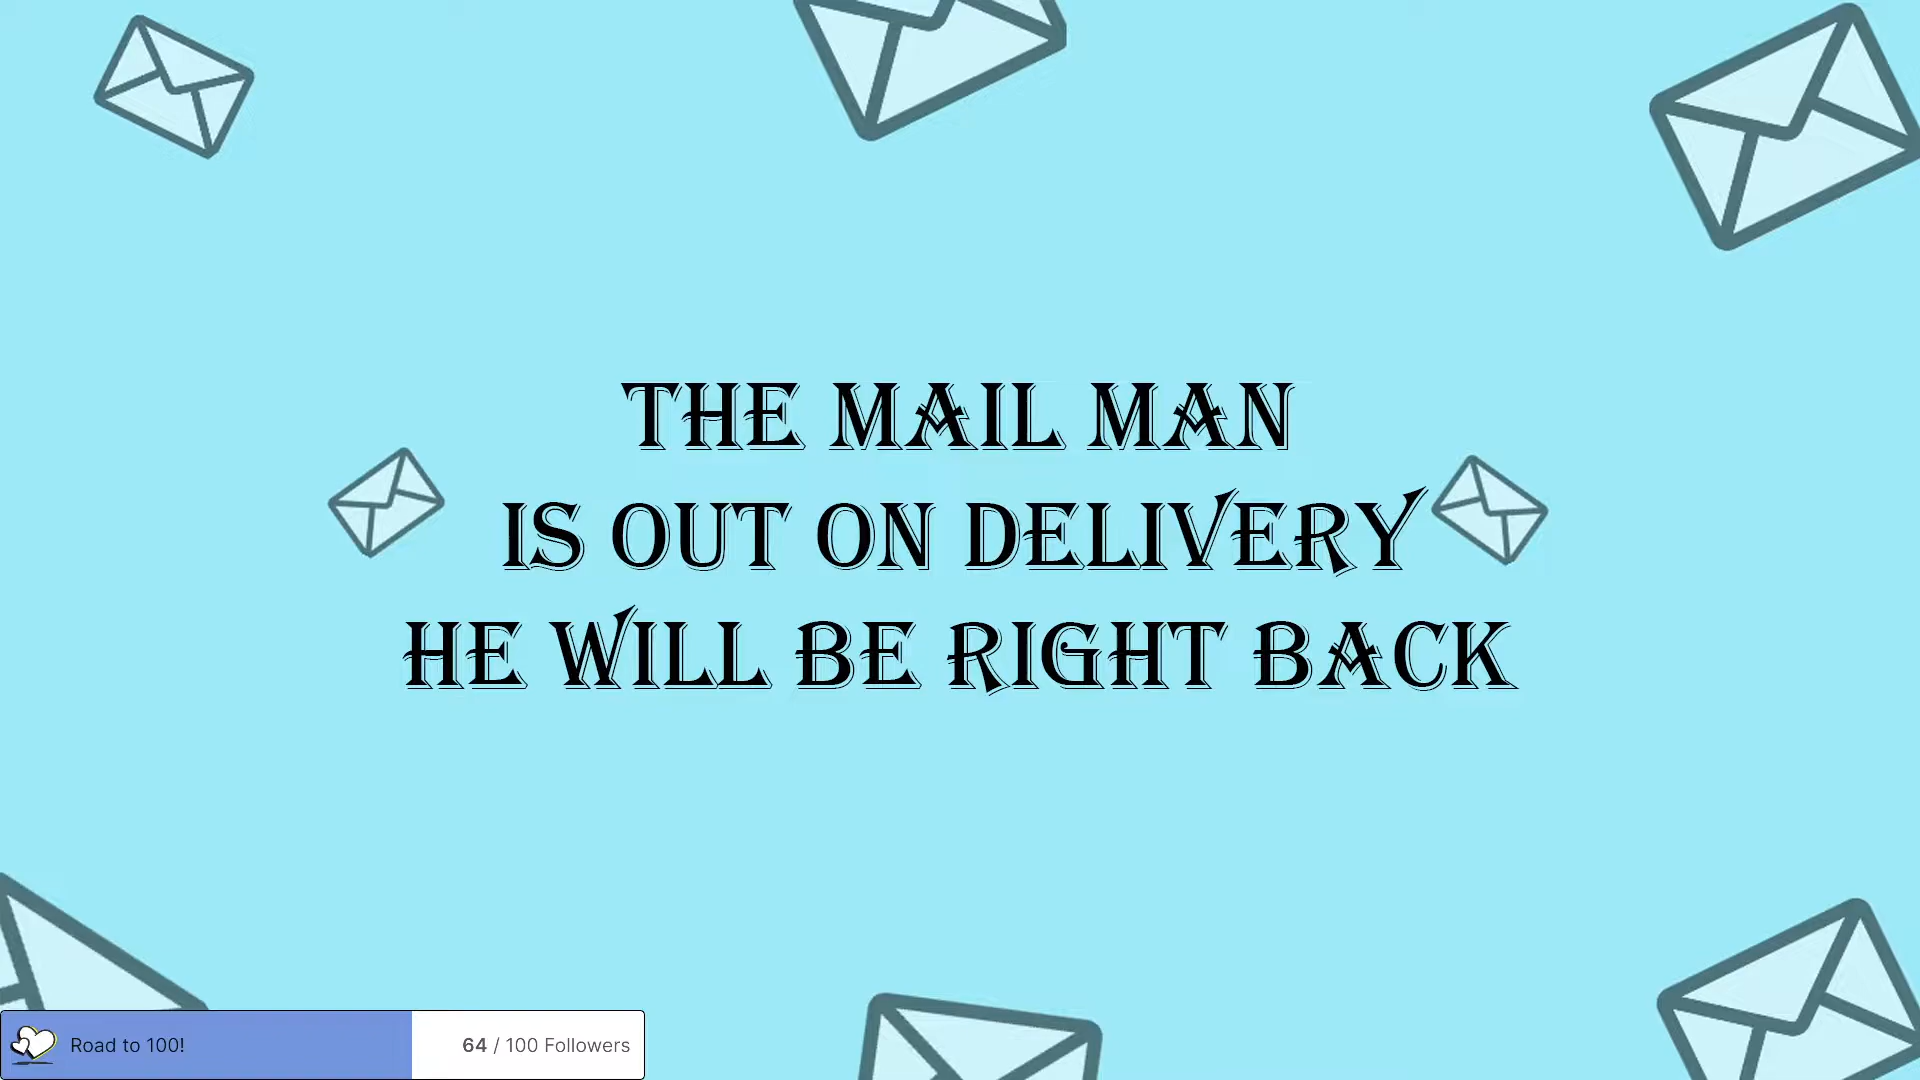 THE MAIL MAN
IS OUT ON DELIVERY
HE WILL BE RIGHT BACK
Road to 100! 64 / 100 Followers